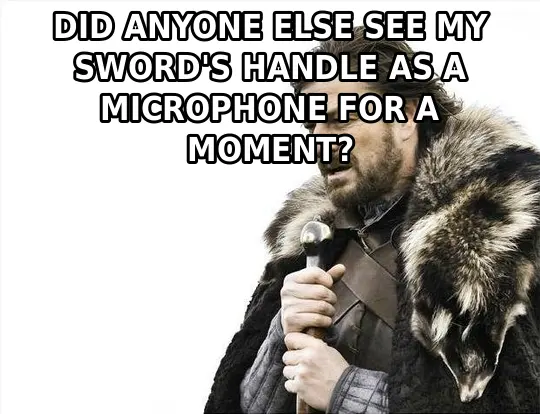 DID ANYONE ELSE SEE MY
SWORD'S HANDLE AS A
MICROPHONE FOR A
MOMENT?